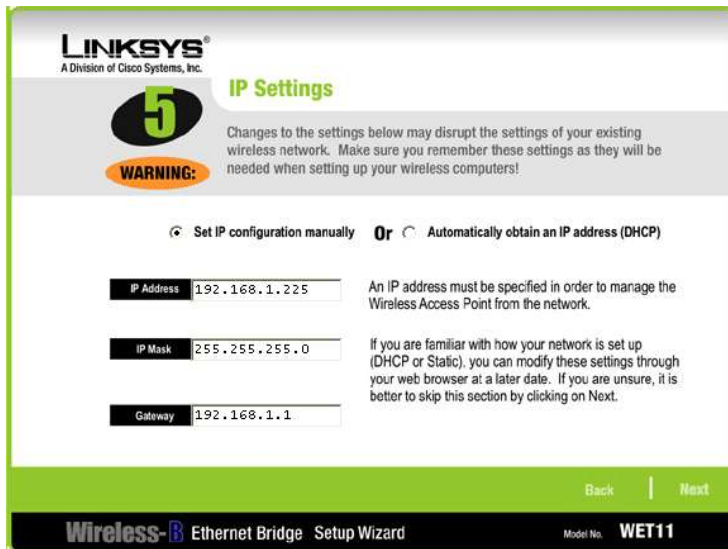 LINKSYS®
A Division of Cisco Systems, Inc.
5
IP Settings
WARNING:
Changes to the settings below may disrupt the settings of your existing
wireless network. Make sure you remember these settings as they will be
needed when setting up your wireless computers!
Set IP configuration manually Or Automatically obtain an IP address (DHCP)
IP Address 192.168.1.225
An IP address must be specified in order to manage the
Wireless Access Point from the network.
IP Mask 255.255.255.0
If you are familiar with how your network is set up
(DHCP or Static), you can modify these settings through
your web browser at a later date. If you are unsure, it is
better to skip this section by clicking on Next.
Gateway 192.168.1.1
Back | Next
Wireless-B Ethernet Bridge Setup Wizard
Model No. WET11